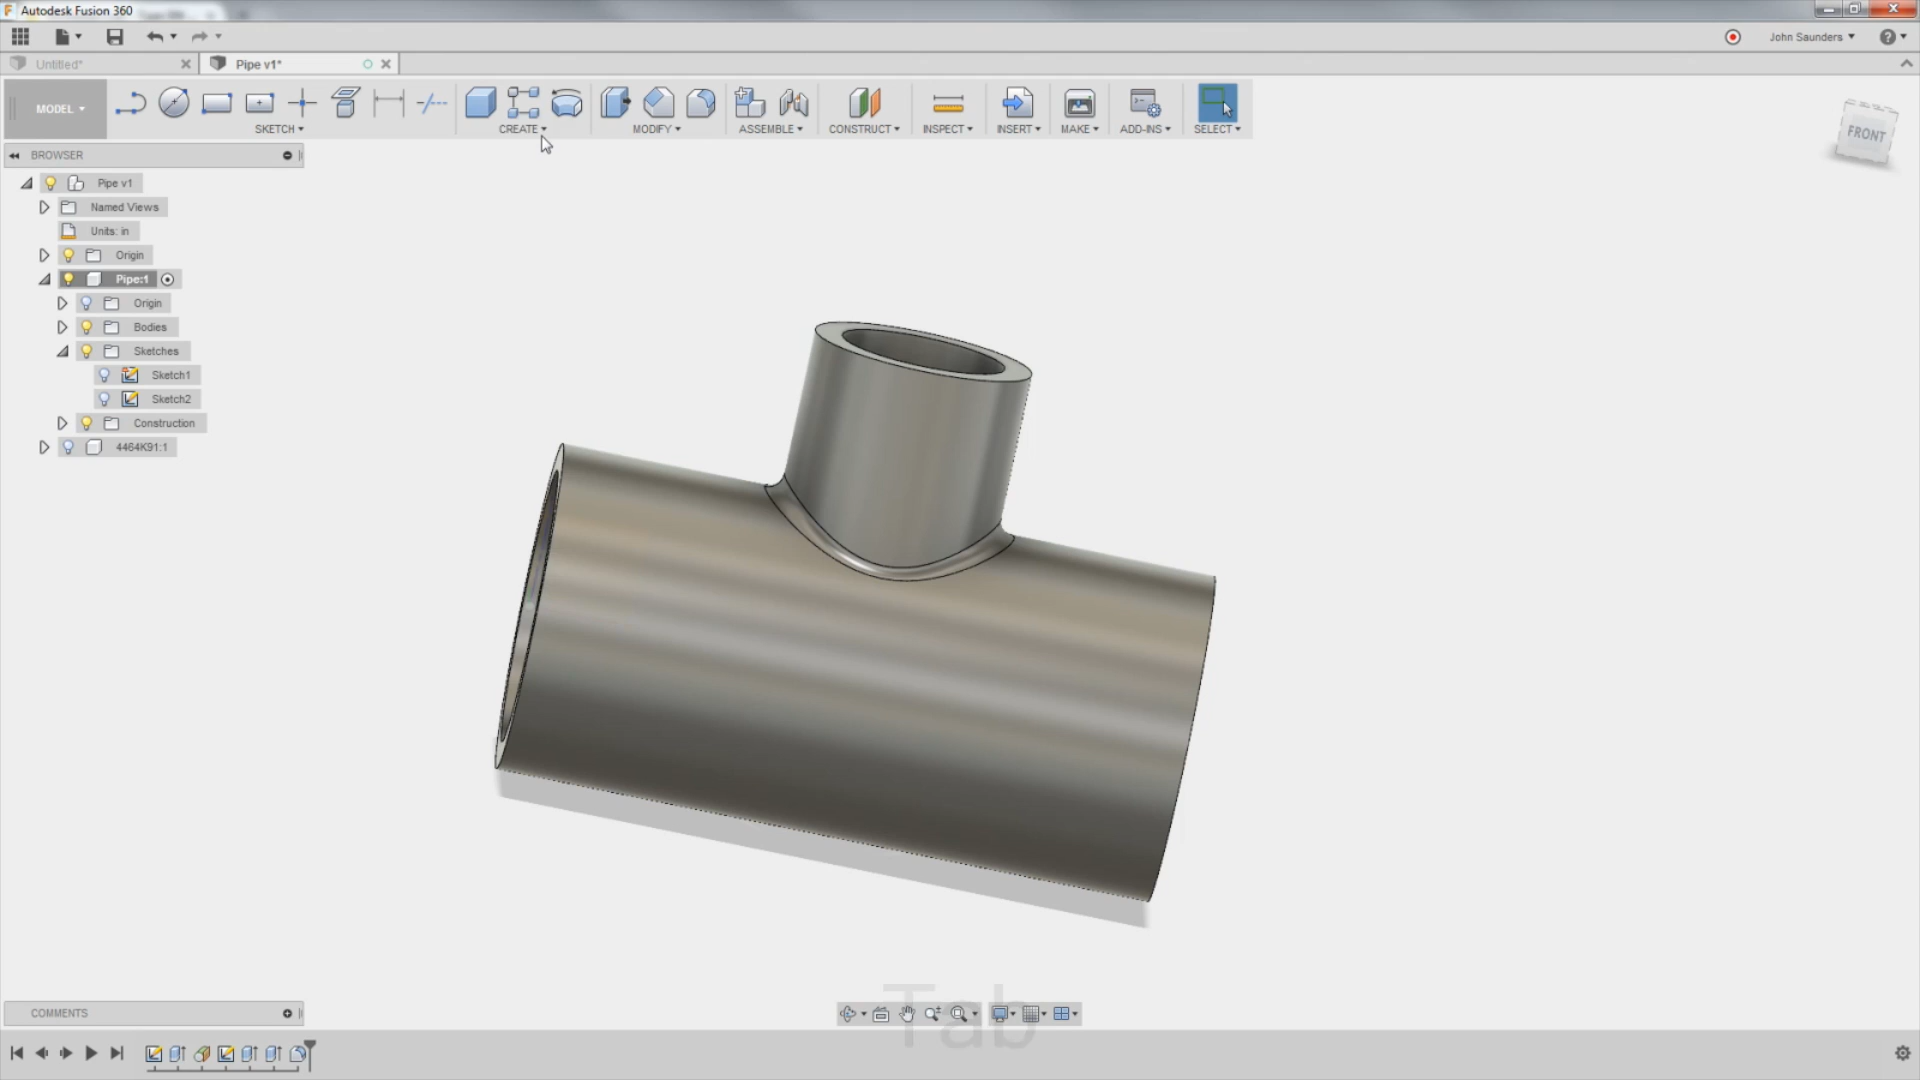 Autodesk Fusion 360
John Saunders
Untitled*
Pipe v1*
MODEL
SKETCH
CREATE
MODIFY
ASSEMBLE
CONSTRUCT
INSPECT
INSERT
MAKE
ADD-INS
SELECT
FRONT
BROWSER
Pipe v1
Named Views
Units: in
Origin
Pipe:1
Origin
Bodies
Sketches
Sketch1
Sketch2
Construction
4464K91:1
Tab
COMMENTS